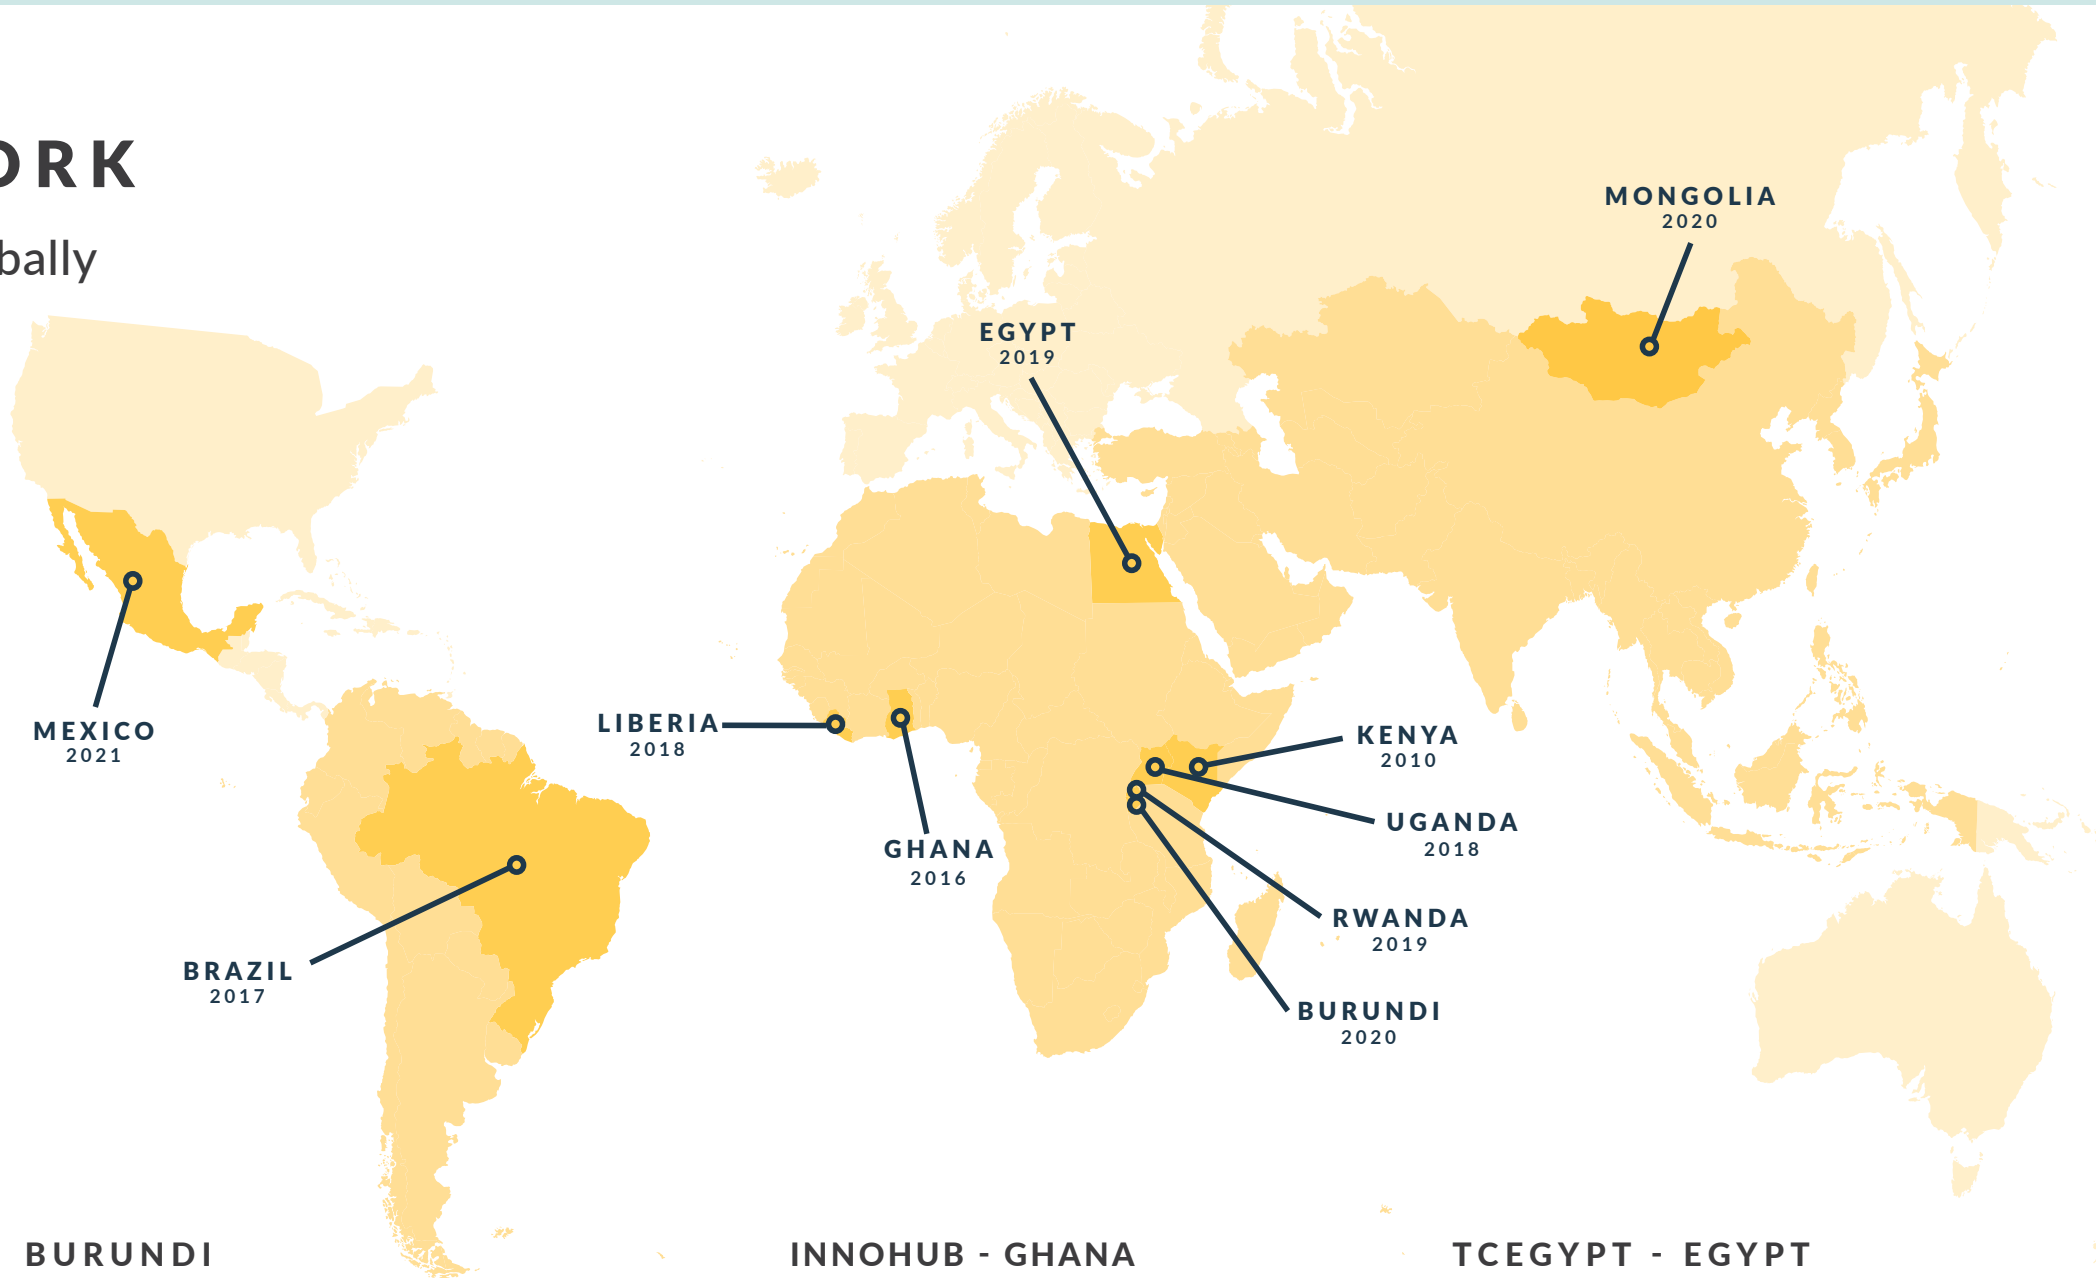 ORK
bally
MONGOLIA
2020
EGYPT
2019
MEXICO
2021
LIBERIA
2018
KENYA
2010
UGANDA
2018
GHANA
2016
RWANDA
2019
BRAZIL
2017
BURUNDI
2020
BURUNDI
INNOHUB - GHANA
TCEGYPT - EGYPT